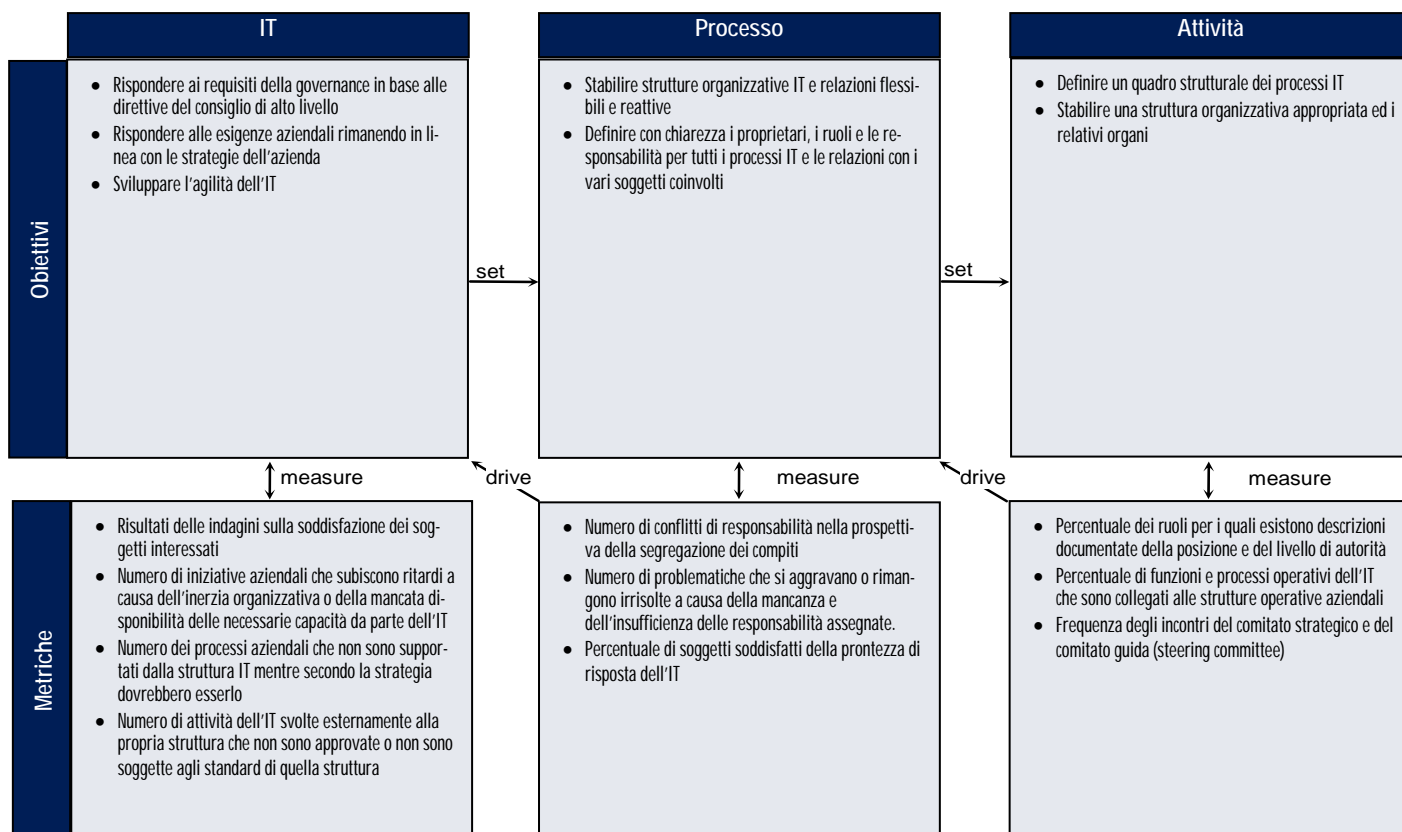 IT
Processo
Attività
Obiettivi
• Rispondere ai requisiti della governance in base alle
direttive del consiglio di alto livello
• Rispondere alle esigenze aziendali rimanendo in li-
nea con le strategie dell'azienda
• Sviluppare l'agilità dell'IT
set
• Stabilire strutture organizzative IT e relazioni flessi-
bili e reattive
• Definire con chiarezza i proprietari, i ruoli e le re-
sponsabilità per tutti i processi IT e le relazioni con i
vari soggetti coinvolti
set
• Definire un quadro strutturale dei processi IT
• Stabilire una struttura organizzativa appropriata ed i
relativi organi
measure
drive
measure
drive
measure
Metriche
• Risultati delle indagini sulla soddisfazione dei sog-
getti interessati
• Numero di iniziative aziendali che subiscono ritardi a
causa dell'inerzia organizzativa o della mancata di-
sponibilità delle necessarie capacità da parte dell'IT
• Numero dei processi aziendali che non sono suppor-
tati dalla struttura IT mentre secondo la strategia
dovrebbero esserlo
• Numero di attività dell'IT svolte esternamente alla
propria struttura che non sono approvate o non sono
soggette agli standard di quella struttura
• Numero di conflitti di responsabilità nella prospetti-
va della segregazione dei compiti
• Numero di problematiche che si aggravano o riman-
gono irrisolte a causa della mancanza e
dell'insufficienza delle responsabilità assegnate.
• Percentuale di soggetti soddisfatti della prontezza di
risposta dell'IT
• Percentuale dei ruoli per i quali esistono descrizioni
documentate della posizione e del livello di autorità
• Percentuale di funzioni e processi operativi dell'IT
che sono collegati alle strutture operative aziendali
• Frequenza degli incontri del comitato strategico e del
comitato guida (steering committee)